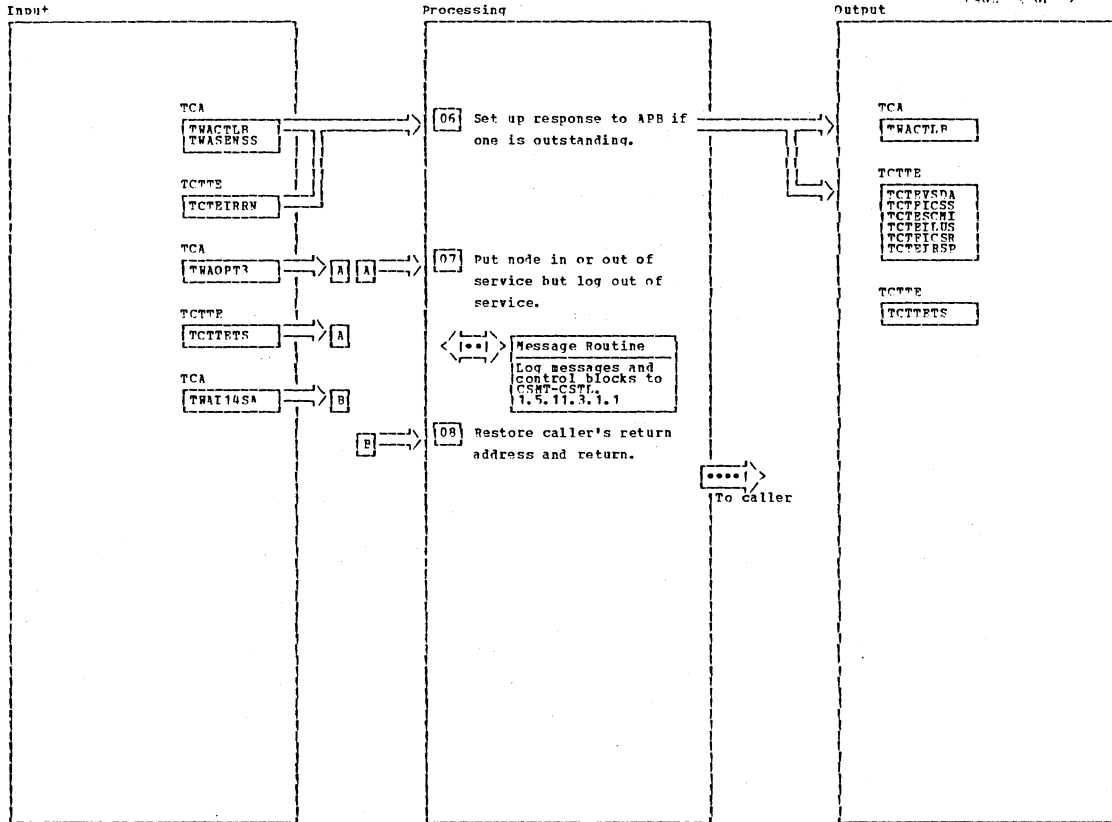 Input
Processing
Output
TCA
TWACTLB
TWASENSS
TCTTE
TCTEIRRN
TCA
TWAOPT3
A
A
TCTTE
TCTTETS
A
TCA
TWAI14SA
B
B
06 Set up response to APB if
one is outstanding.
07 Put node in or out of
service but log out of
service.
Message Routine
Log messages and
control blocks to
CSMT-CSTL.
1.5.11.3.1.1
08 Restore caller's return
address and return.
To caller
TCA
TWACTLB
TCTTE
TCTEVSDA
TCTEICSS
TCTESCMI
TCTEILUS
TCTEICSR
TCTEIRSP
TCTTE
TCTTETS